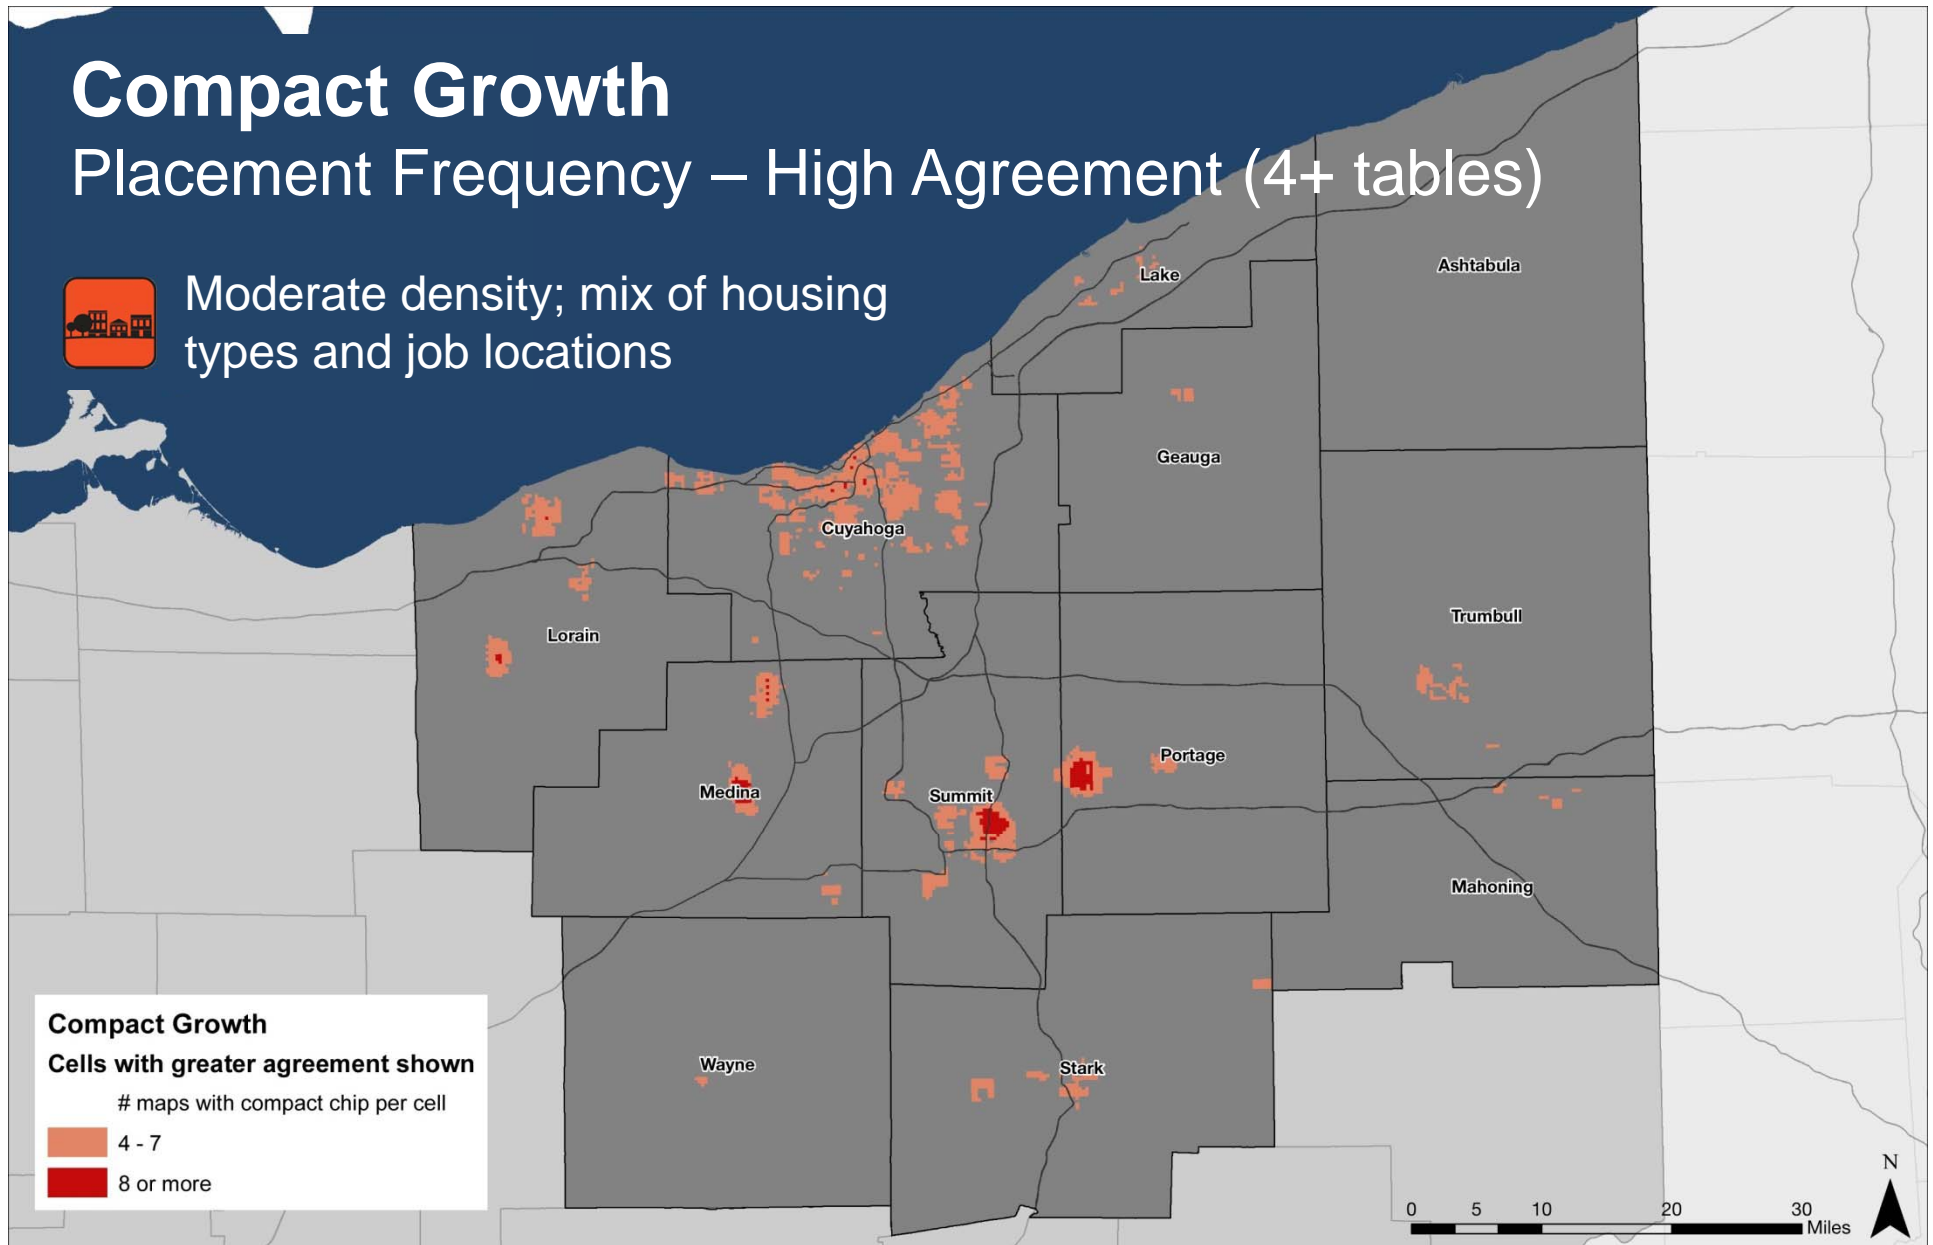 Compact Growth
Placement Frequency – High Agreement (4+ tables)
Moderate density; mix of housing
types and job locations
Lake
Ashtabula
Geauga
Cuyahoga
Trumbull
Lorain
Portage
Medina
Summit
Mahoning
Wayne
Stark
Compact Growth
Cells with greater agreement shown
# maps with compact chip per cell
4 - 7
8 or more
N
0 5 10 20 30
Miles